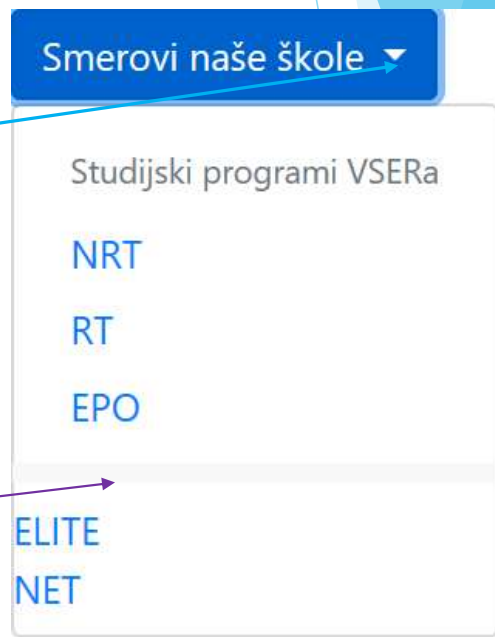 Smerovi naše škole
Studijski programi VSERa
NRT
RT
EPO
ELITE
NET